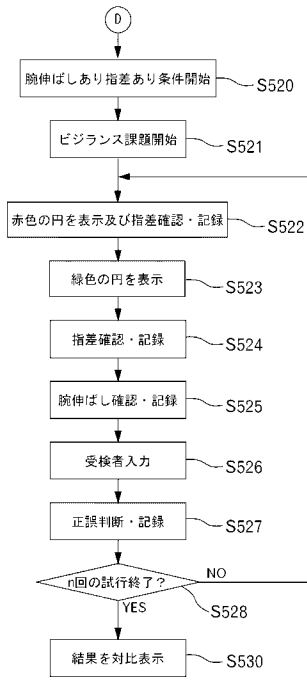 D
腕伸ばしあり指差あり条件開始
S520
ビジランス課題開始
S521
赤色の円を表示及び指差確認・記録
S522
緑色の円を表示
S523
指差確認・記録
S524
腕伸ばし確認・記録
S525
受検者入力
S526
正誤判断・記録
S527
n回の試行終了？
NO
YES
S528
結果を対比表示
S530